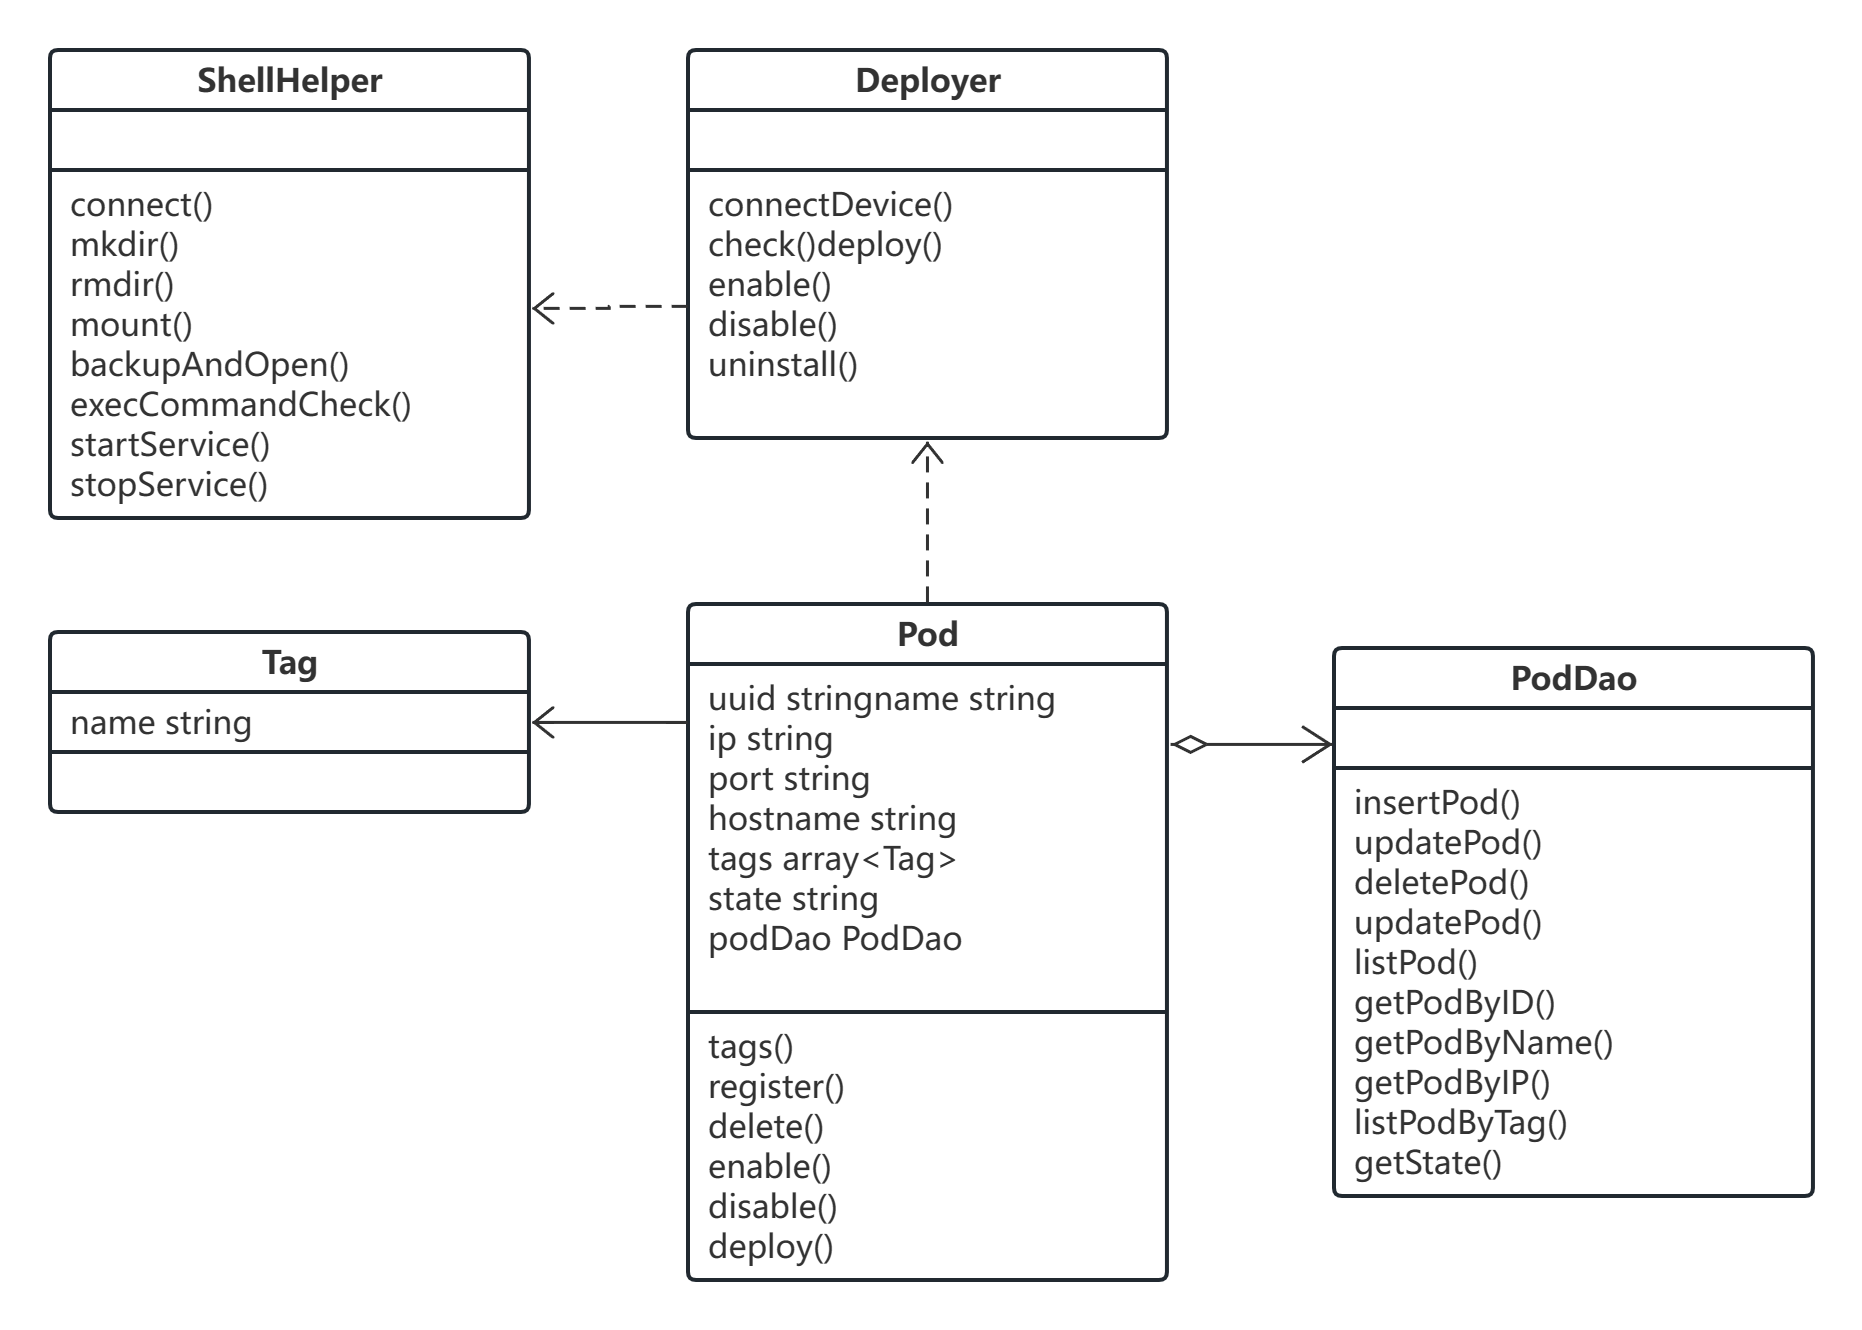 ShellHelper
connect()
mkdir()
rmdir()
mount()
backupAndOpen()
execCommandCheck()
startService()
stopService()
Deployer
connectDevice()
check()deploy()
enable()
disable()
uninstall()
Tag
name string
Pod
uuid stringname string
ip string
port string
hostname string
tags array<Tag>
state string
podDao PodDao
tags()
register()
delete()
enable()
disable()
deploy()
PodDao
insertPod()
updatePod()
deletePod()
updatePod()
listPod()
getPodByID()
getPodByName()
getPodByIP()
listPodByTag()
getState()